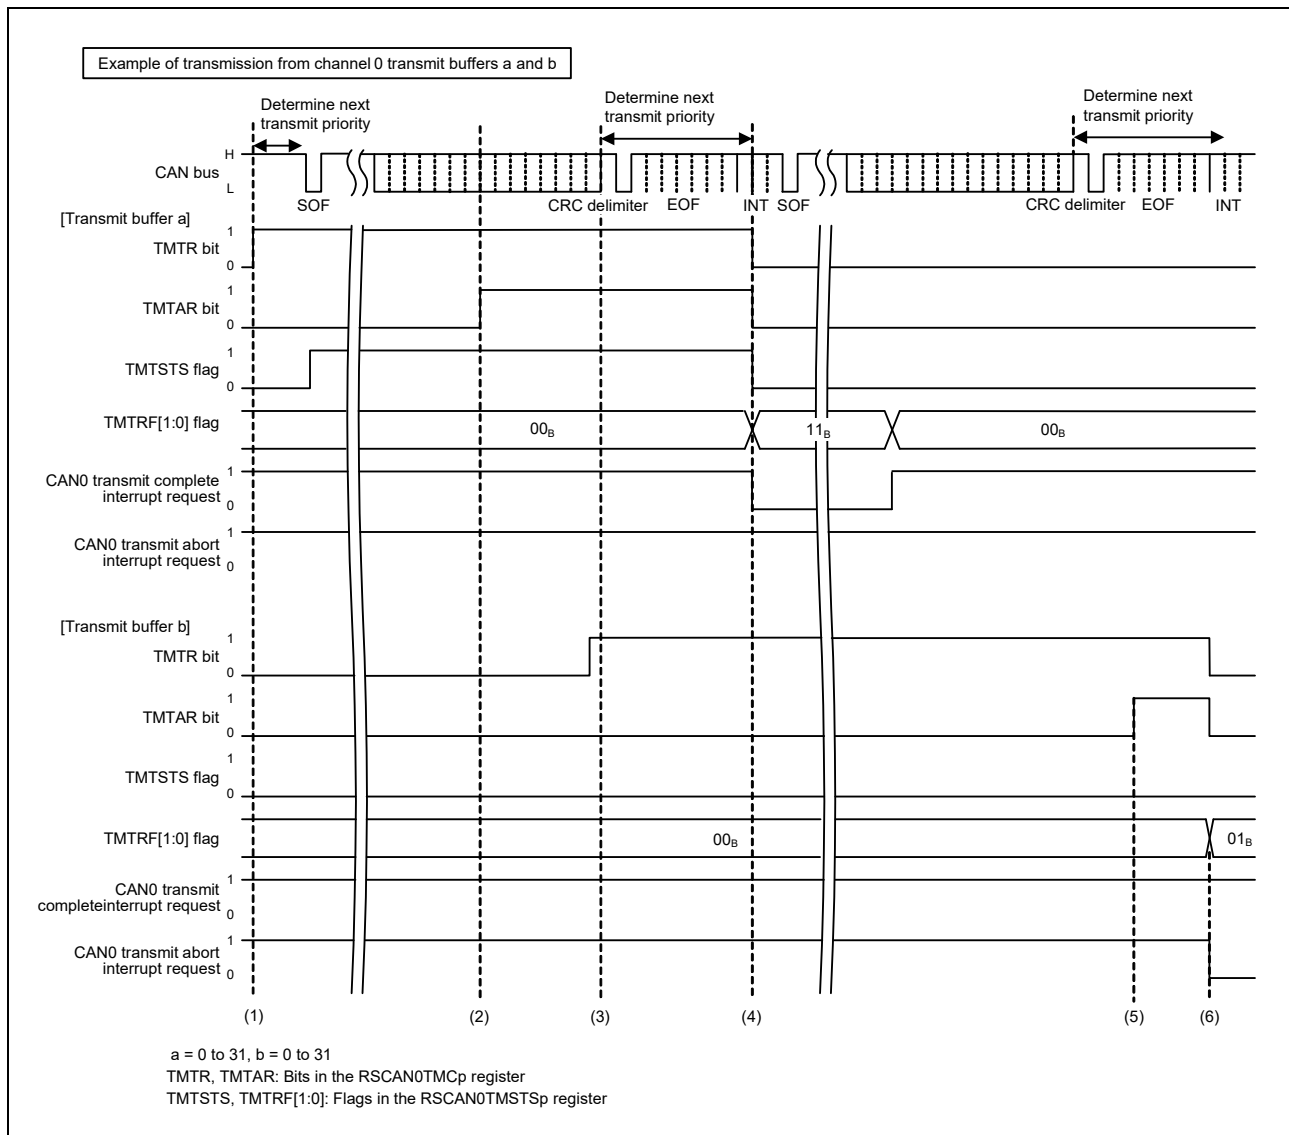 Example of transmission from channel 0 transmit buffers a and b
Determine next
transmit priority
Determine next
transmit priority
Determine next
transmit priority
H
CAN bus
L
SOF
CRC delimiter
EOF
INT
SOF
CRC delimiter
EOF
INT
[Transmit buffer a]
1
TMTR bit
0
1
TMTAR bit
0
1
TMTSTS flag
0
TMTRF[1:0] flag
00B
11B
00B
CAN0 transmit complete
interrupt request
1
0
CAN0 transmit abort
interrupt request
1
0
[Transmit buffer b]
1
TMTR bit
0
1
TMTAR bit
0
1
TMTSTS flag
0
TMTRF[1:0] flag
00B
01B
CAN0 transmit
completeinterrupt request
1
0
CAN0 transmit abort
interrupt request
1
0
(1)
(2)
(3)
(4)
(5)
(6)
a = 0 to 31, b = 0 to 31
TMTR, TMTAR: Bits in the RSCAN0TMCp register
TMTSTS, TMTRF[1:0]: Flags in the RSCAN0TMSTSp register